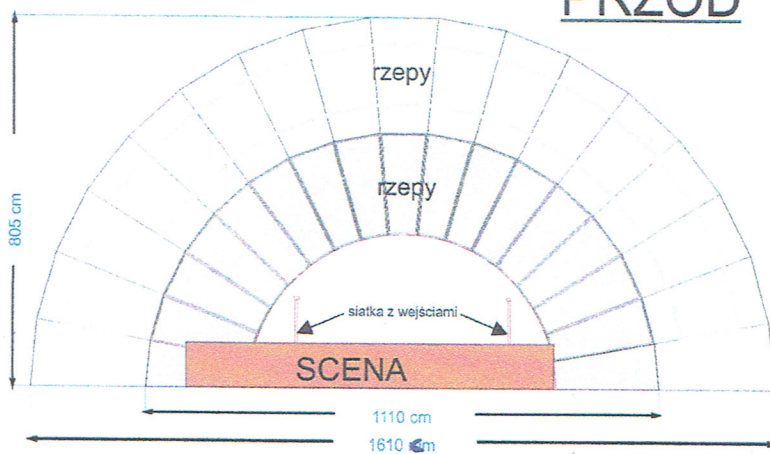 PRZÓD
rzepy
rzepy
805 cm
siatka z wejściami
SCENA
1110 cm
1610 cm